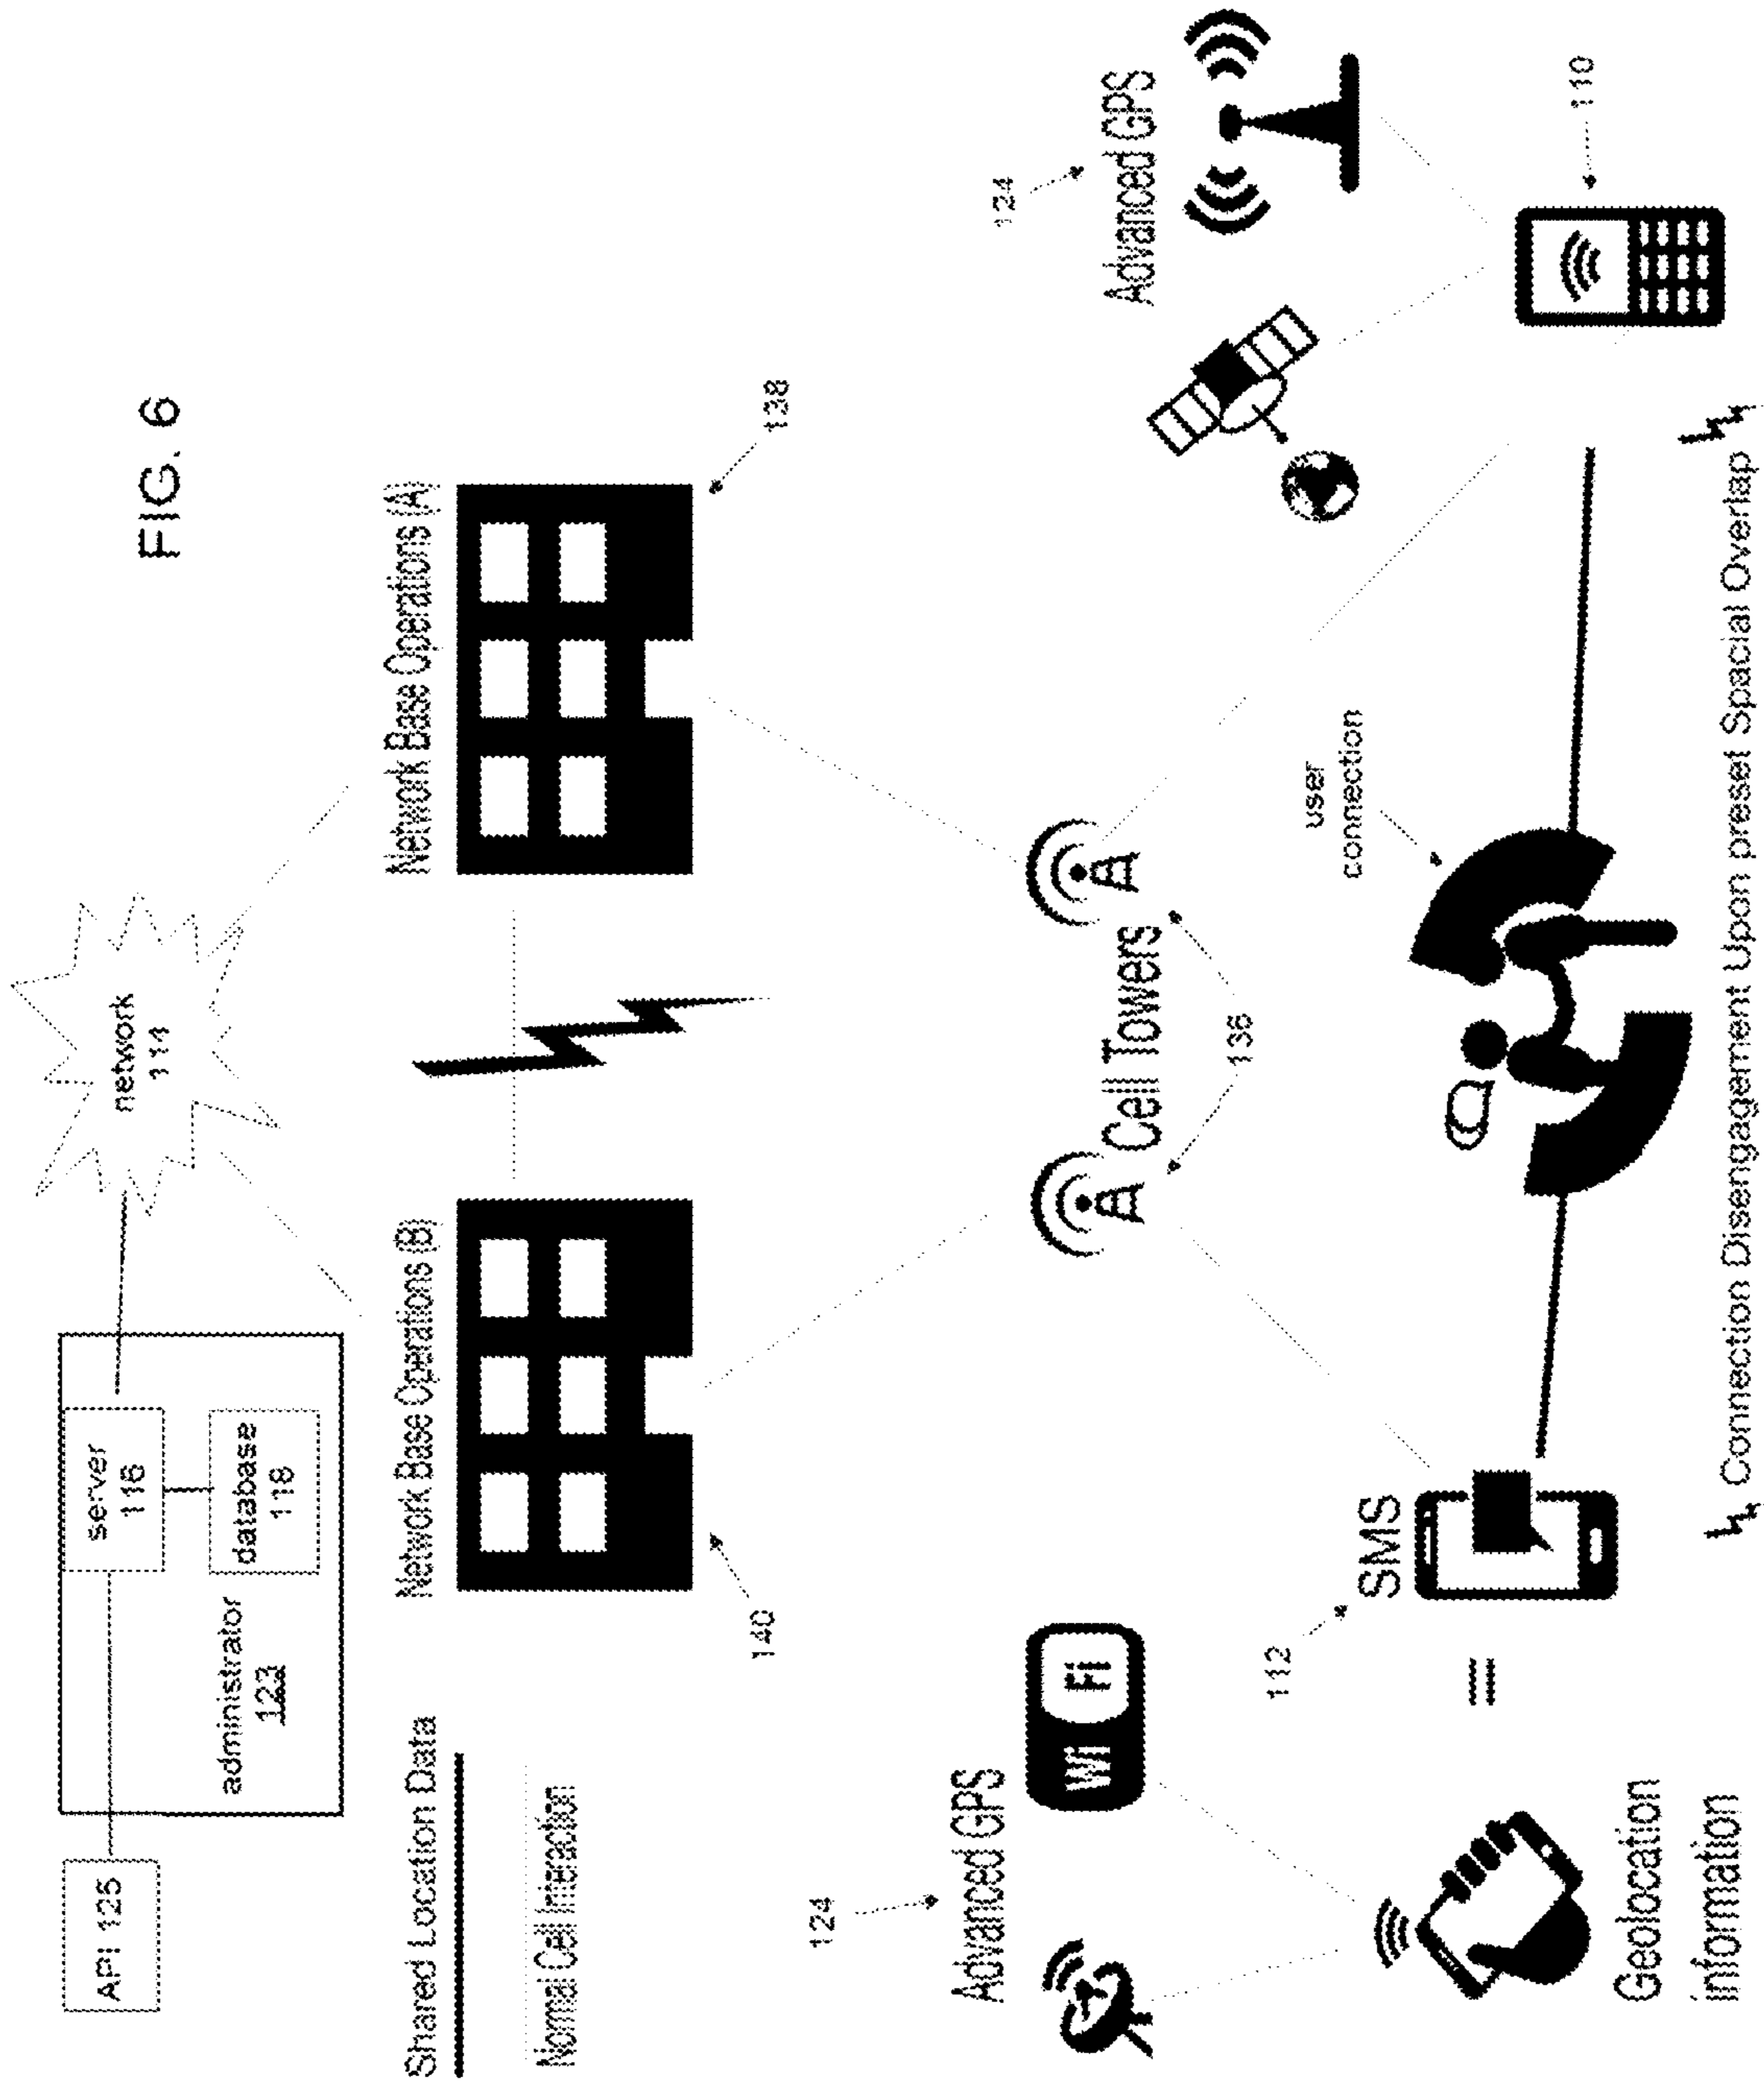 FIG. 6
API 125
server
116
database
118
administrator
123
network
114
Shared Location Data
Normal Cell Interaction
Network Base Operations (B)
Network Base Operations (A)
140
138
124
Advanced GPS
Wi Fi
Cell Towers
136
124
Advanced GPS
112
SMS
=
user
connection
110
Geolocation
information
Connection Disengagement Upon preset Spacial Overlap